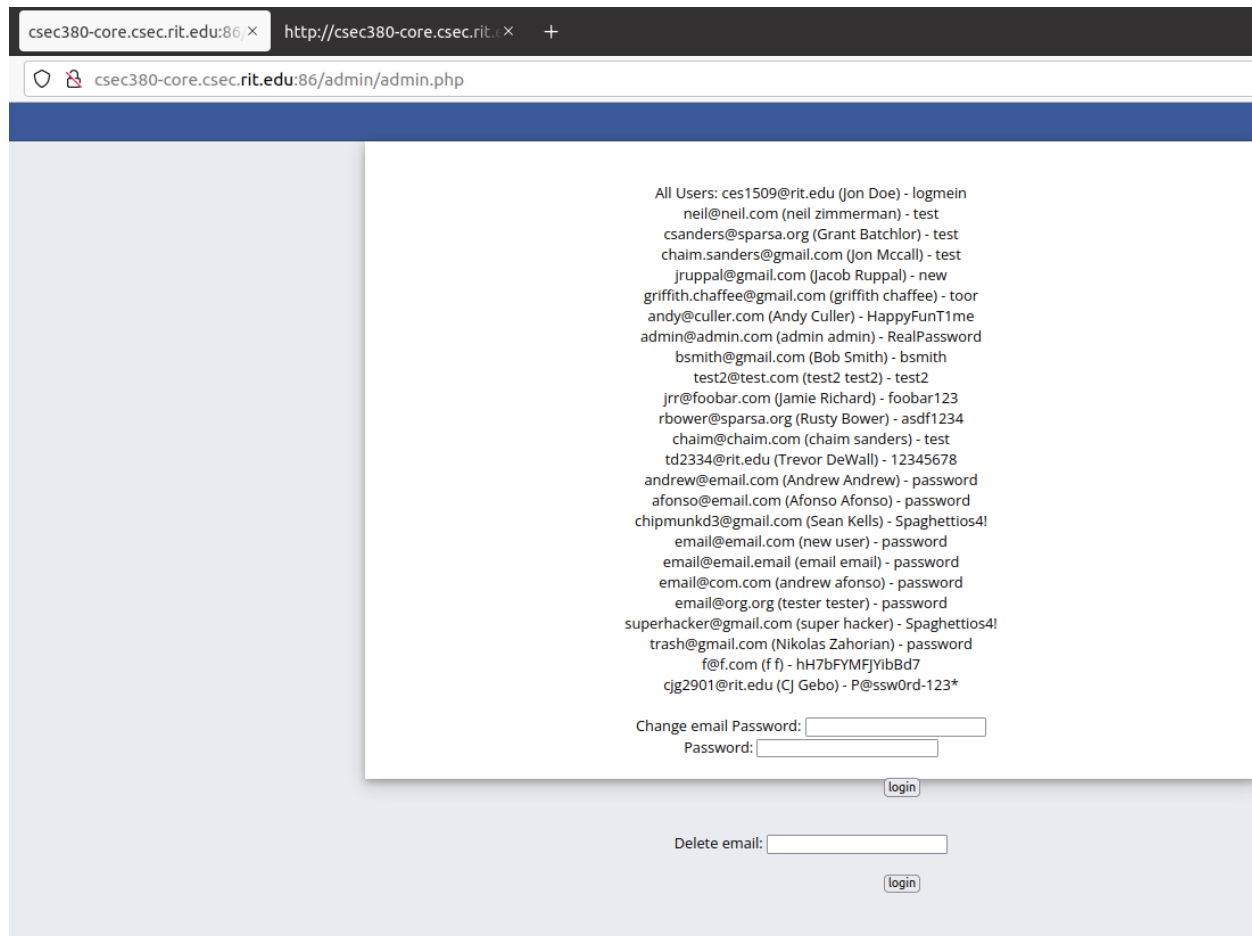 csec380-core.csec.rit.edu:86/
http://csec380-core.csec.rit.
csec380-core.csec.rit.edu:86/admin/admin.php
All Users: ces1509@rit.edu (Jon Doe) - logmein
neil@neil.com (neil zimmerman) - test
csanders@sparsa.org (Grant Batchlor) - test
chaim.sanders@gmail.com (Jon Mccall) - test
jruppal@gmail.com (Jacob Ruppal) - new
griffith.chaffee@gmail.com (griffith chaffee) - toor
andy@culler.com (Andy Culler) - HappyFunT1me
admin@admin.com (admin admin) - RealPassword
bsmith@gmail.com (Bob Smith) - bsmith
test2@test.com (test2 test2) - test2
jrr@foobar.com (Jamie Richard) - foobar123
rbower@sparsa.org (Rusty Bower) - asdf1234
chaim@chaim.com (chaim sanders) - test
td2334@rit.edu (Trevor DeWall) - 12345678
andrew@email.com (Andrew Andrew) - password
afonso@email.com (Afonso Afonso) - password
chipmunkd3@gmail.com (Sean Kells) - Spaghettios4!
email@email.com (new user) - password
email@email.email (email email) - password
email@com.com (andrew afonso) - password
email@org.org (tester tester) - password
superhacker@gmail.com (super hacker) - Spaghettios4!
trash@gmail.com (Nikolas Zahorian) - password
f@f.com (f f) - hH7bFYMFJYibBd7
cjg2901@rit.edu (CJ Gebo) - P@ssw0rd-123*
Change email Password:
Password:
login
Delete email:
login